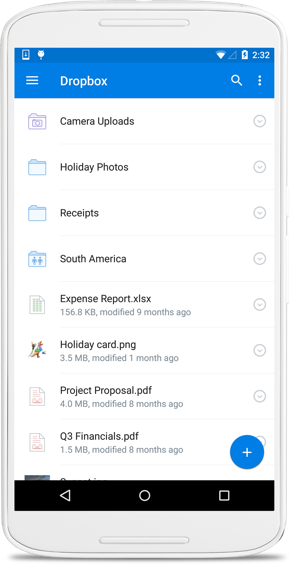 2:32
Dropbox
Camera Uploads
Holiday Photos
Receipts
South America
Expense Report.xlsx
156.8 KB, modified 9 months ago
Holiday card.png
3.5 MB, modified 1 month ago
Project Proposal.pdf
4.0 MB, modified 8 months ago
Q3 Financials.pdf
1.5 MB, modified 8 months ago